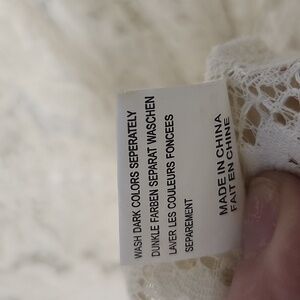 WASH DARK COLORS SEPERATELY
DUNKLE FARBEN SEPARAT WASCHEN
LAVER LES COULEURS FONCEES
SEPAREMENT
MADE IN CHINA
FAIT EN CHINE